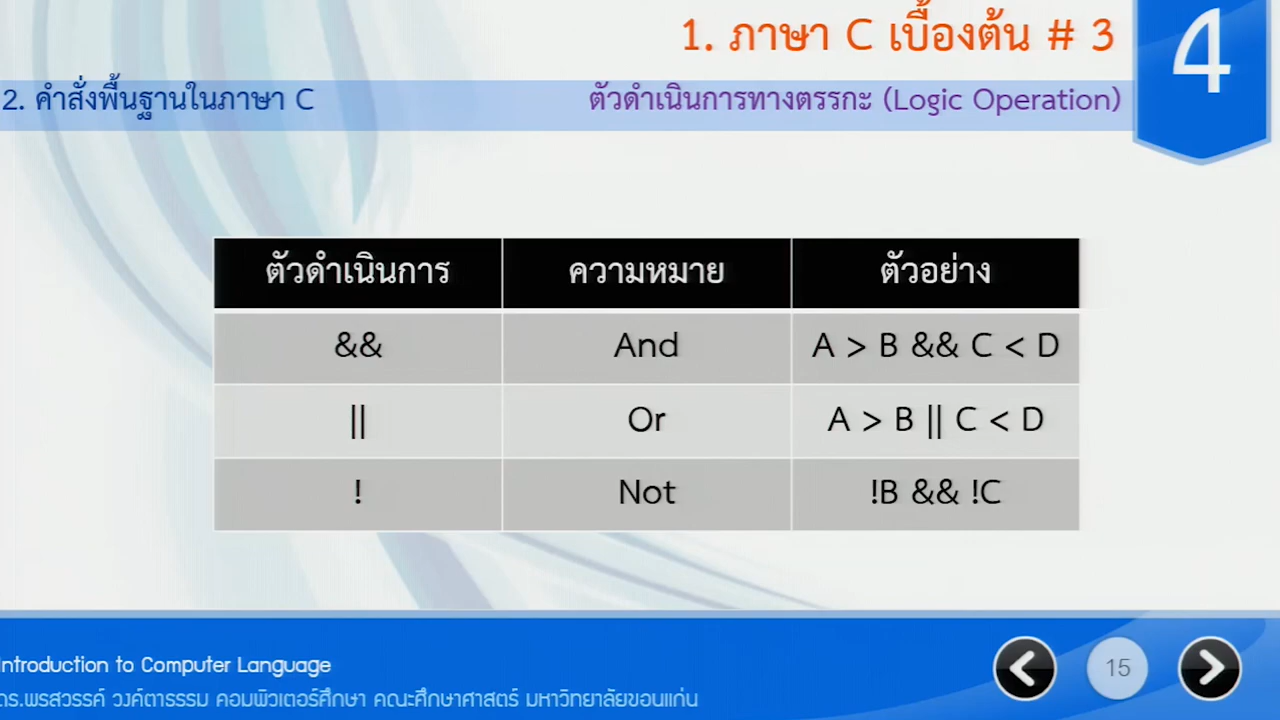 1. ภาษา C เบื้องต้น # 3
4
2. คำสั่งพื้นฐานในภาษา C
ตัวดำเนินการทางตรรกะ (Logic Operation)
ตัวดำเนินการ ความหมาย ตัวอย่าง
&& And A > B && C < D
|| Or A > B || C < D
! Not !B && !C
Introduction to Computer Language
ดร.พรสวรรค์ วงค์ตาธรรม คอมพิวเตอร์ศึกษา คณะศึกษาศาสตร์ มหาวิทยาลัยขอนแก่น
15